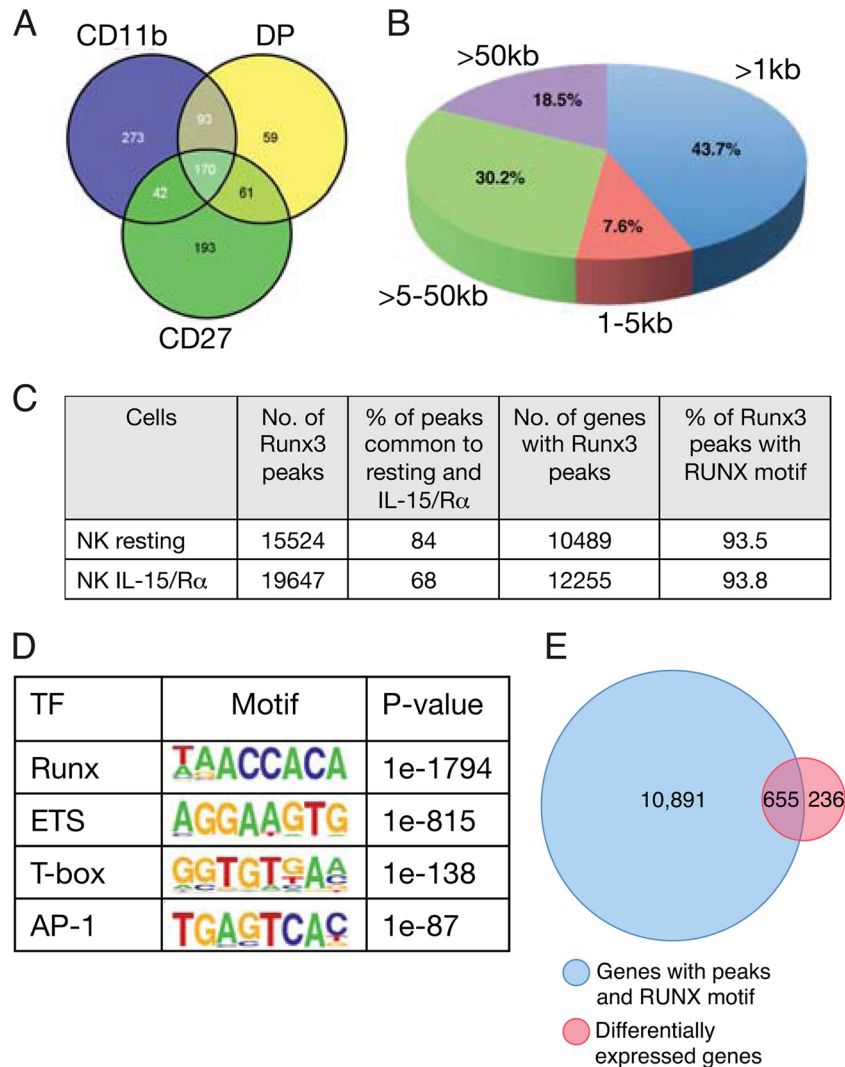 A
CD11b
DP
273
93
59
170
42
61
193
CD27
B
>50kb
>1kb
18.5%
43.7%
30.2%
7.6%
>5-50kb
1-5kb
C
Cells
No. of
Runx3
peaks
% of peaks
common to
resting and
IL-15/Rα
No. of genes
with Runx3
peaks
% of Runx3
peaks with
RUNX motif
NK resting
15524
84
10489
93.5
NK IL-15/Rα
19647
68
12255
93.8
D
TF
Motif
P-value
Runx
TAACCACA
1e-1794
ETS
AGGAAGTG
1e-815
T-box
GGTGTGAA
1e-138
AP-1
TGAGTCAC
1e-87
E
10,891
655
236
Genes with peaks
and RUNX motif
Differentially
expressed genes